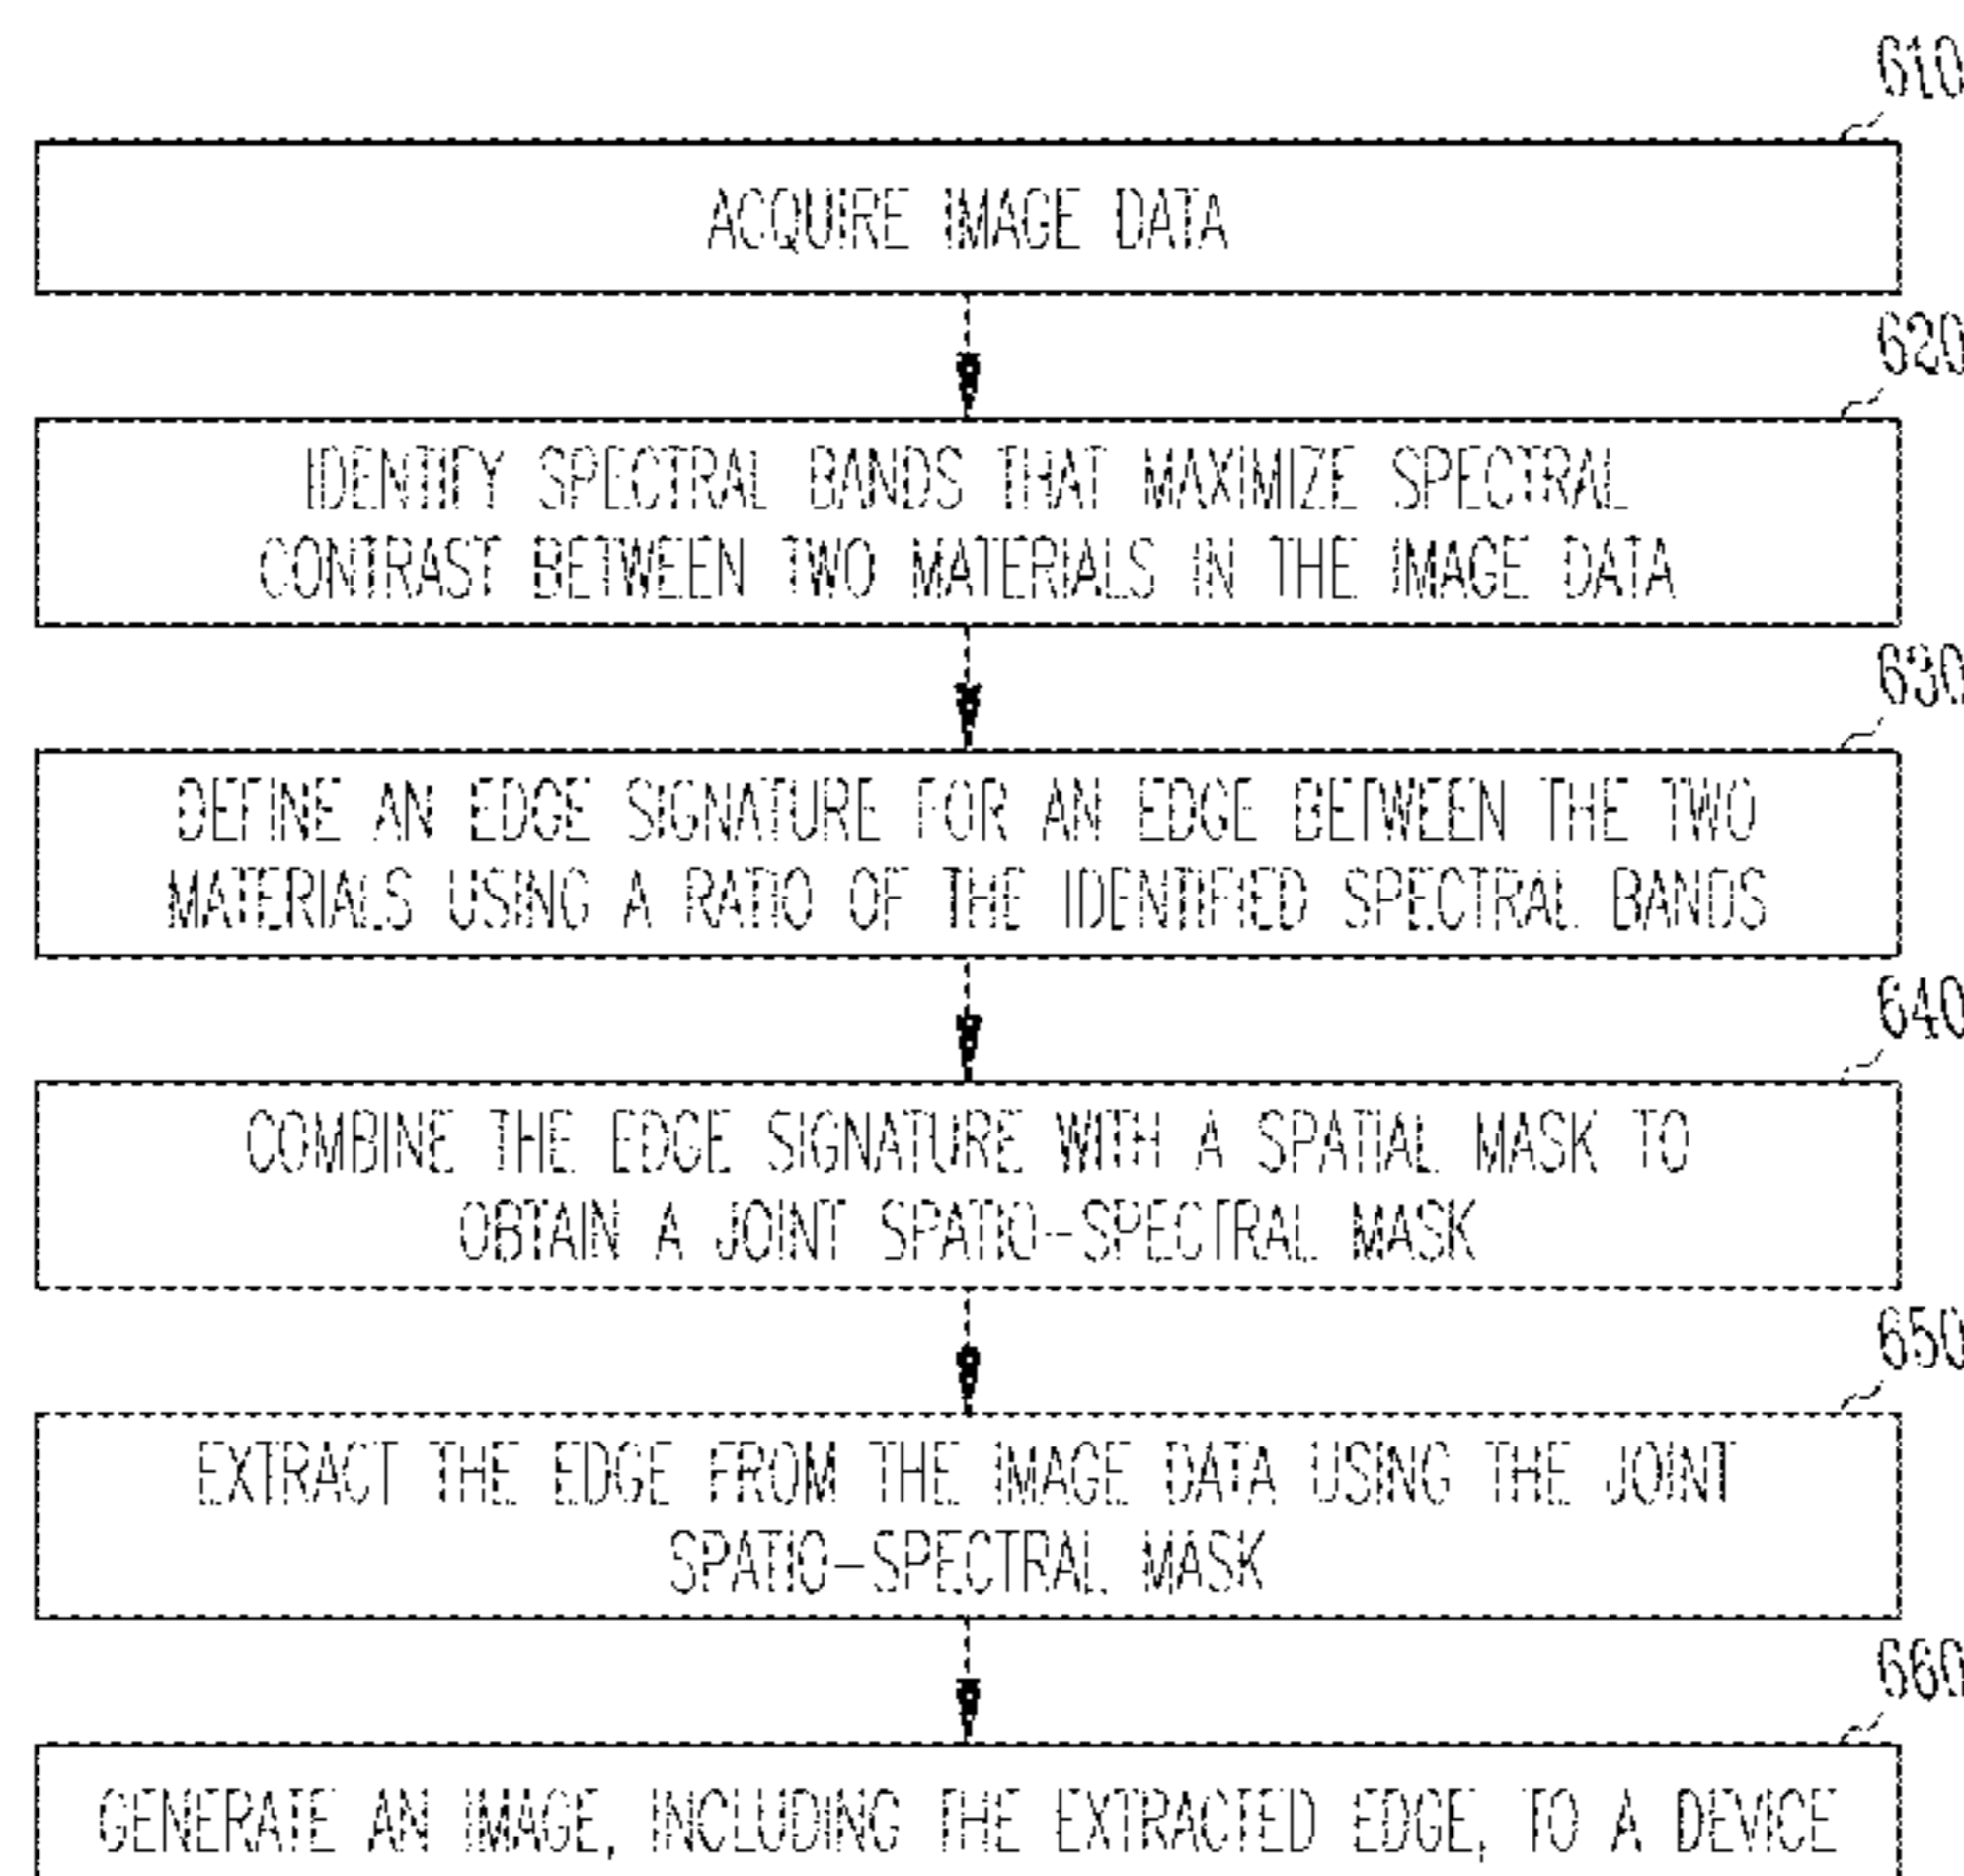 610
ACQUIRE IMAGE DATA
620
IDENTIFY SPECTRAL BANDS THAT MAXIMIZE SPECTRAL
CONTRAST BETWEEN TWO MATERIALS IN THE IMAGE DATA
630
DEFINE AN EDGE SIGNATURE FOR AN EDGE BETWEEN THE TWO
MATERIALS USING A RATIO OF THE IDENTIFIED SPECTRAL BANDS
640
COMBINE THE EDGE SIGNATURE WITH A SPATIAL MASK TO
OBTAIN A JOINT SPATIO-SPECTRAL MASK
650
EXTRACT THE EDGE FROM THE IMAGE DATA USING THE JOINT
SPATIO-SPECTRAL MASK
660
GENERATE AN IMAGE, INCLUDING THE EXTRACTED EDGE, TO A DEVICE